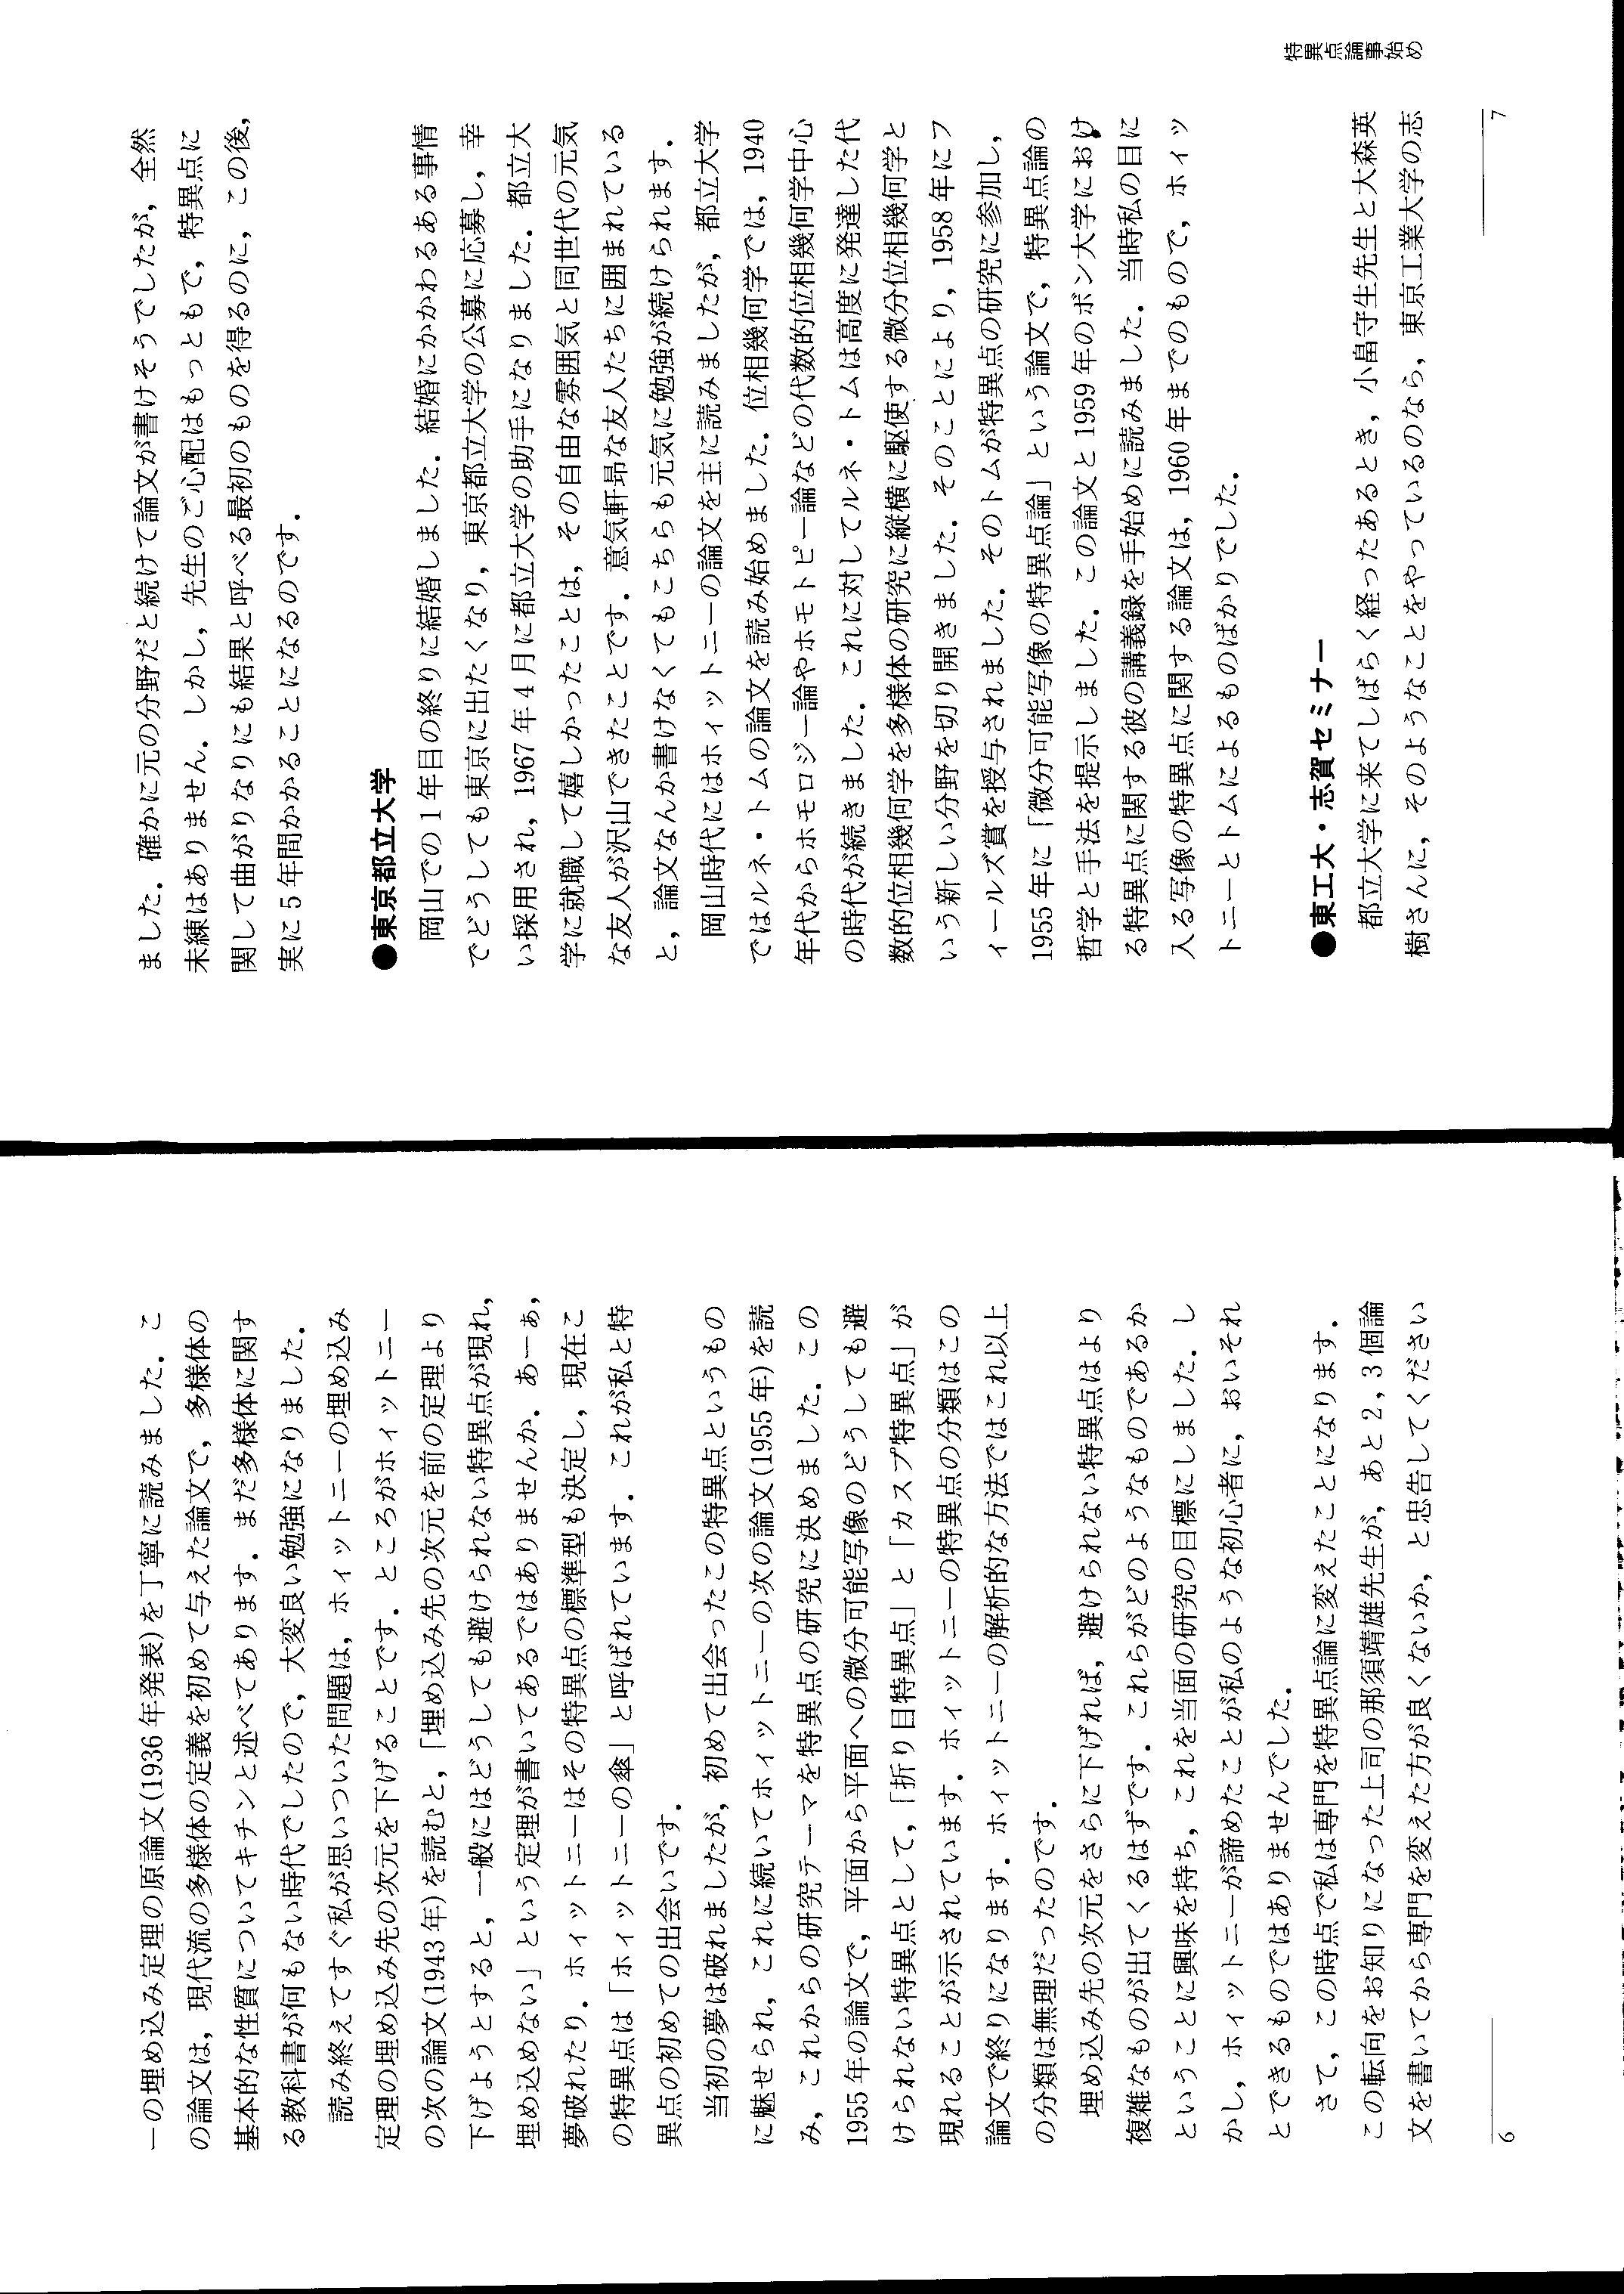 ーの埋め込み定理の原論文(1936年発表)を丁寧に読みました．こ
の論文は，現代流の多様体の定義を初めて与えた論文で，多様体の
基本的な性質についてキチンと述べてあります．まだ多様体に関す
る教科書が何もない時代でしたので，大変良い勉強になりました．
読み終えてすぐ私が思いついた問題は，ホィットニーの埋め込み
定理の埋め込み先の次元を下げることです．ところがホィットニー
の次の論文(1943年)を読むと，「埋め込み先の次元を前の定理より
下げようとすると，一般にはどうしても避けられない特異点が現れ，
埋め込めない」という定理が書いてあるではありませんか．あーぁ，
夢破れたり．ホィットニーはその特異点の標準型も決定し，現在こ
の特異点は「ホィットニーの傘」と呼ばれています．これが私と特
異点の初めての出会いです．
当初の夢は破れましたが，初めて出会ったこの特異点というもの
に魅せられ，これに続いてホィットニーの次の論文(1955年)を読
み，これからの研究テーマを特異点の研究に決めました．この
1955年の論文で，平面から平面への微分可能写像のどうしても避
けられない特異点として，「折り目特異点」と「カスプ特異点」が
現れることが示されています．ホィットニーの特異点の分類はこの
論文で終りになります．ホィットニーの解析的な方法ではこれ以上
の分類は無理だったのです．
埋め込み先の次元をさらに下げれば，避けられない特異点はより
複雑なものが出てくるはずです．これらがどのようなものであるか
ということに興味を持ち，これを当面の研究の目標にしました．し
かし，ホィットニーが諦めたことが私のような初心者に，おいそれ
とできるものではありませんでした．
さて，この時点で私は専門を特異点論に変えたことになります．
この転向をお知りになった上司の那須靖雄先生が，あと2，3個論
文を書いてから専門を変えた方が良くないか，と忠告してください
6
ました．確かに元の分野だと続けて論文が書けそうでしたが，全然
未練はありません．しかし，先生のご心配はもっともで，特異点に
関して曲がりなりにも結果と呼べる最初のものを得るのに，この後，
実に5年間かかることになるのです．
●東京都立大学
岡山での1年目の終りに結婚しました．結婚にかかわるある事情
でどうしても東京に出たくなり，東京都立大学の公募に応募し，幸
い採用され，1967年4月に都立大学の助手になりました．都立大
学に就職して嬉しかったことは，その自由な雰囲気と同世代の元気
な友人が沢山できたことです．意気軒昂な友人たちに囲まれている
と，論文なんか書けなくてもこちらも元気に勉強が続けられます．
岡山時代にはホィットニーの論文を主に読みましたが，都立大学
ではルネ・トムの論文を読み始めました．位相幾何学では，1940
年代からホモロジー論やホモトピー論などの代数的位相幾何学中心
の時代が続きました．これに対してルネ・トムは高度に発達した代
数的位相幾何学を多様体の研究に縦横に駆使する微分位相幾何学と
いう新しい分野を切り開きました．そのことにより，1958年にフ
ィールズ賞を授与されました．そのトムが特異点の研究に参加し，
1955年に「微分可能写像の特異点論」という論文で，特異点論の
哲学と手法を提示しました．この論文と1959年のボン大学におけ
る特異点に関する彼の講義録を手始めに読みました．当時私の目に
入る写像の特異点に関する論文は，1960年までのもので，ホィッ
トニーとトムによるものばかりでした．
●東工大・志賀セミナー
都立大学に来てしばらく経ったあるとき，小畠守生先生と大森英
樹さんに，そのようなことをやっているのなら，東京工業大学の志
特異点論事始め
7